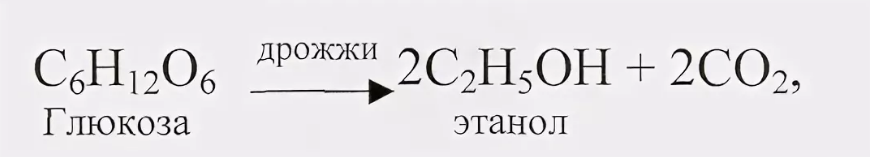 дрожжи
C₆H₁₂O₆ → 2C₂H₅OH + 2CO₂,
Глюкоза этанол